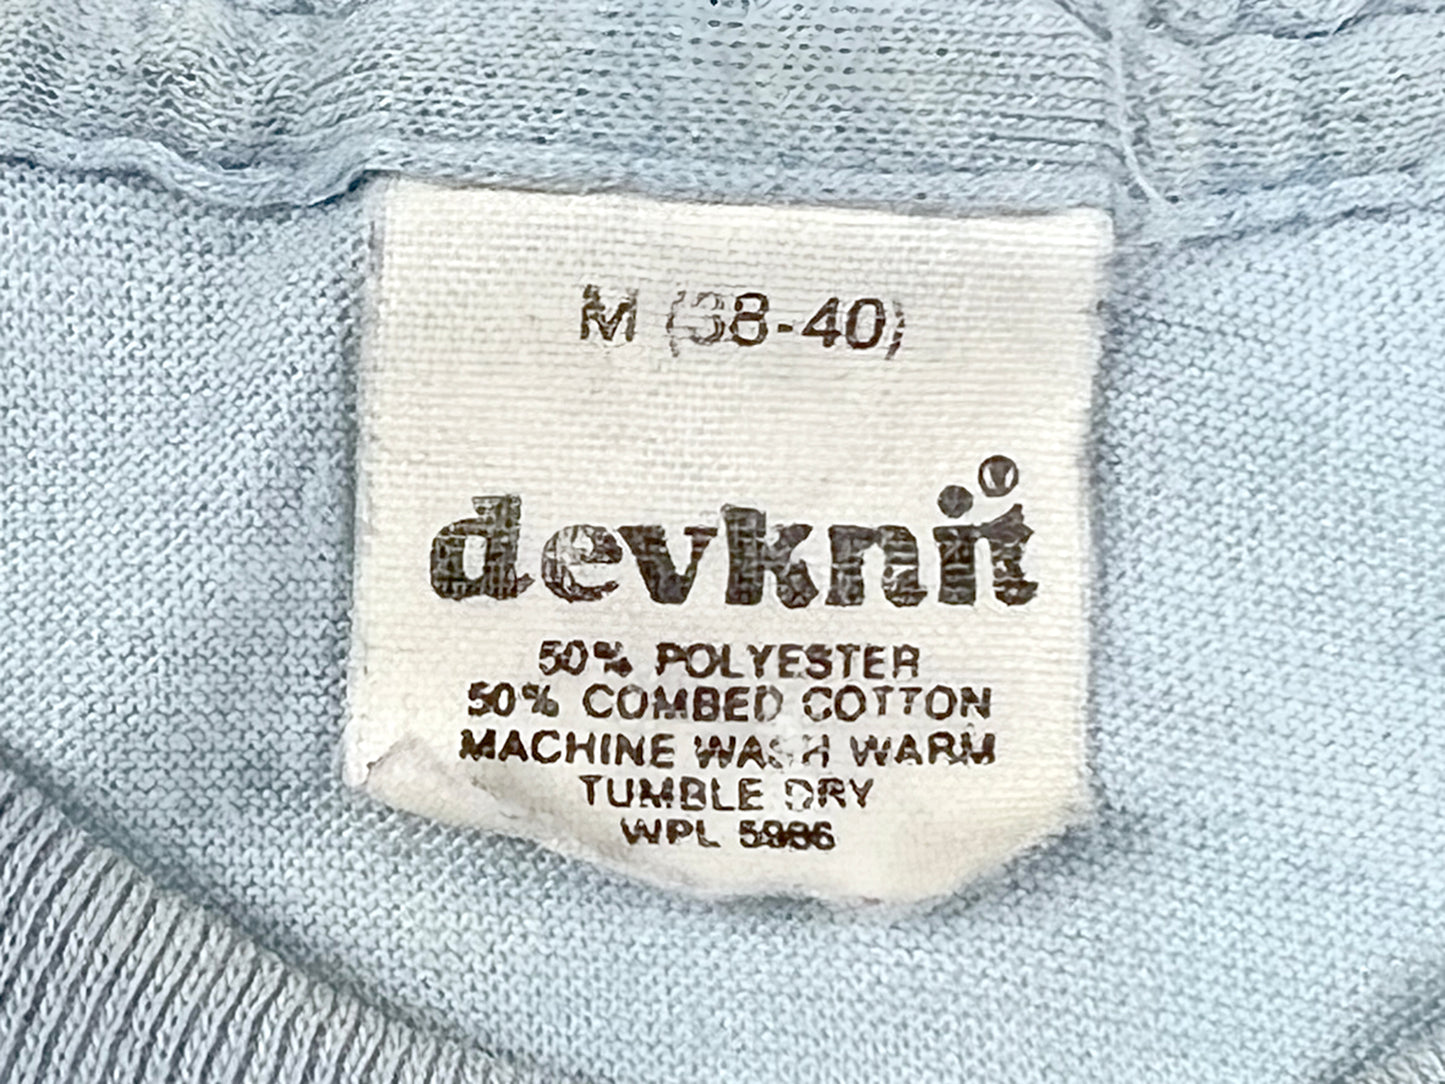 M (38-40)
devknit
50% POLYESTER
50% COMBED COTTON
MACHINE WASH WARM
TUMBLE DRY
WPL 5986